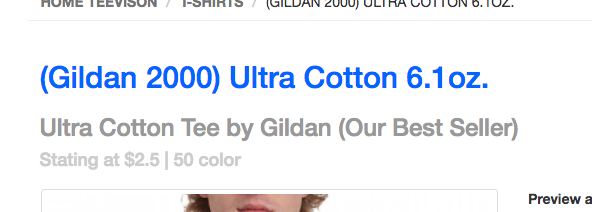 HOME TEEVISON / T-SHIRTS / (GILDAN 2000) ULTRA COTTON 6.1OZ.
(Gildan 2000) Ultra Cotton 6.1oz.
Ultra Cotton Tee by Gildan (Our Best Seller)
Stating at $2.5 | 50 color
Preview a